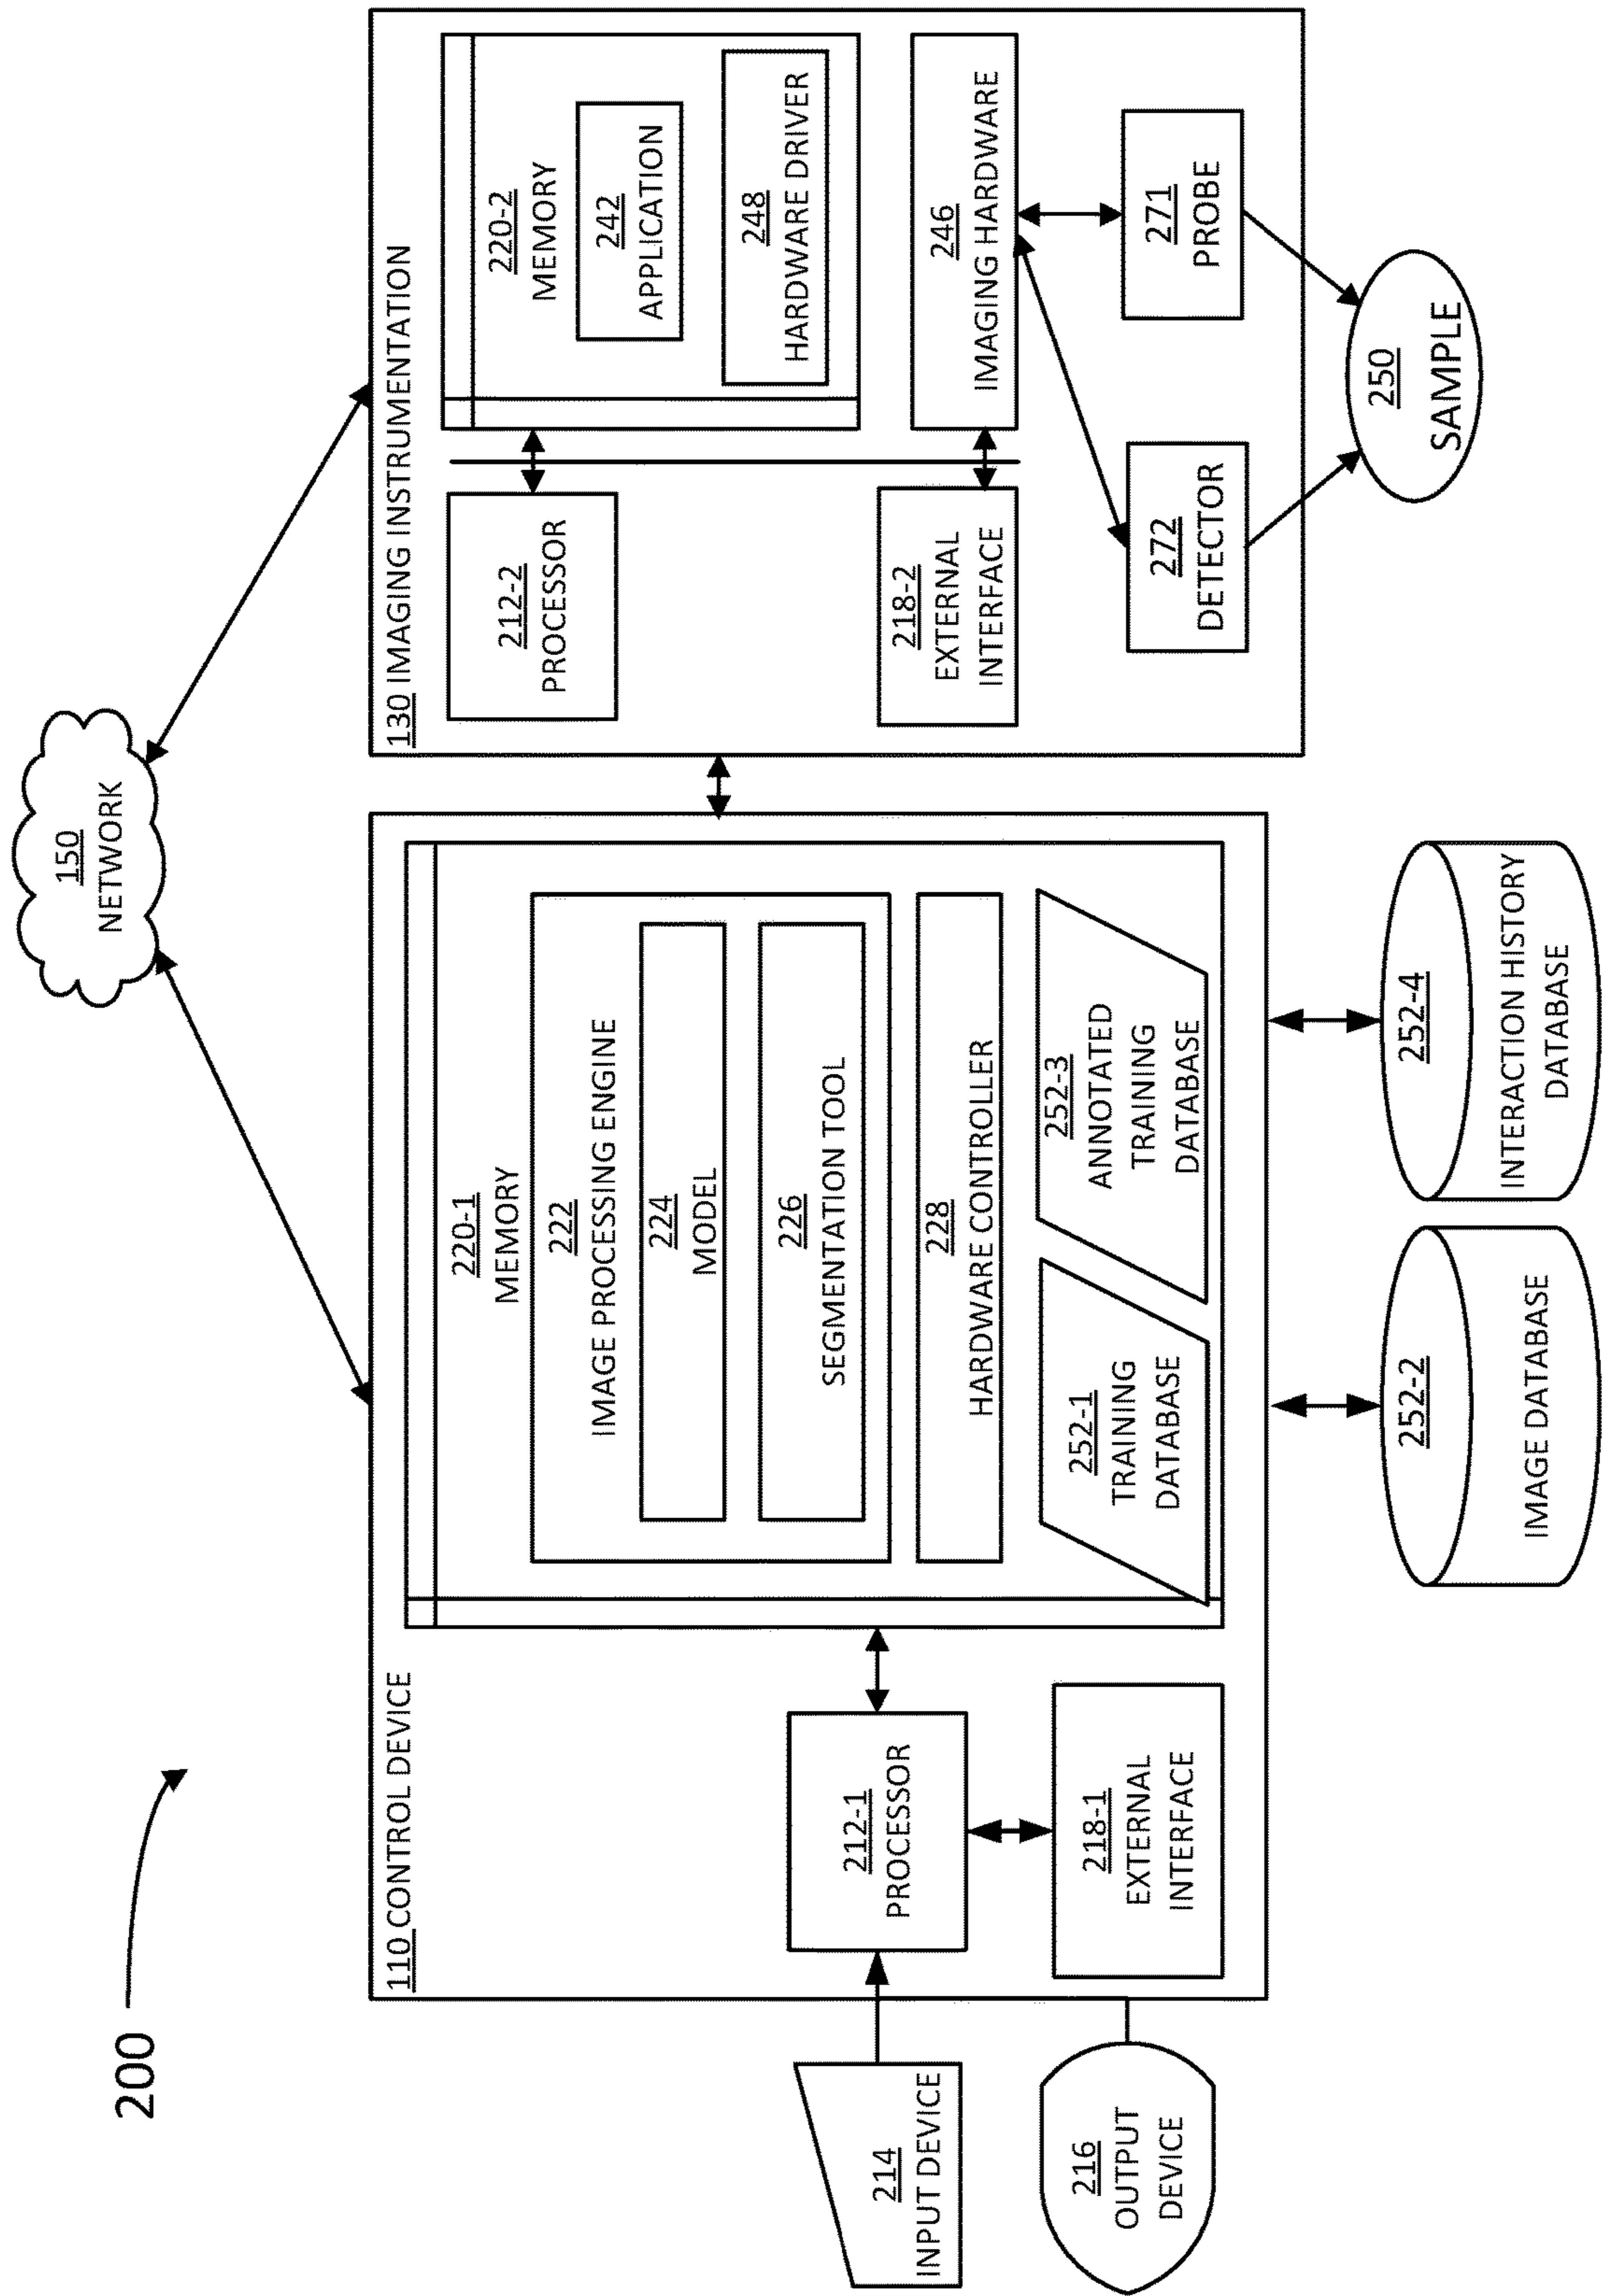 200
150
NETWORK
110 CONTROL DEVICE
214
INPUT DEVICE
216
OUTPUT
DEVICE
212-1
PROCESSOR
218-1
EXTERNAL
INTERFACE
220-1
MEMORY
222
IMAGE PROCESSING ENGINE
224
MODEL
226
SEGMENTATION TOOL
228
HARDWARE CONTROLLER
252-1
TRAINING
DATABASE
252-3
ANNOTATED
TRAINING
DATABASE
252-2
IMAGE DATABASE
252-4
INTERACTION HISTORY
DATABASE
130 IMAGING INSTRUMENTATION
212-2
PROCESSOR
220-2
MEMORY
242
APPLICATION
248
HARDWARE DRIVER
218-2
EXTERNAL
INTERFACE
246
IMAGING HARDWARE
272
DETECTOR
271
PROBE
250
SAMPLE